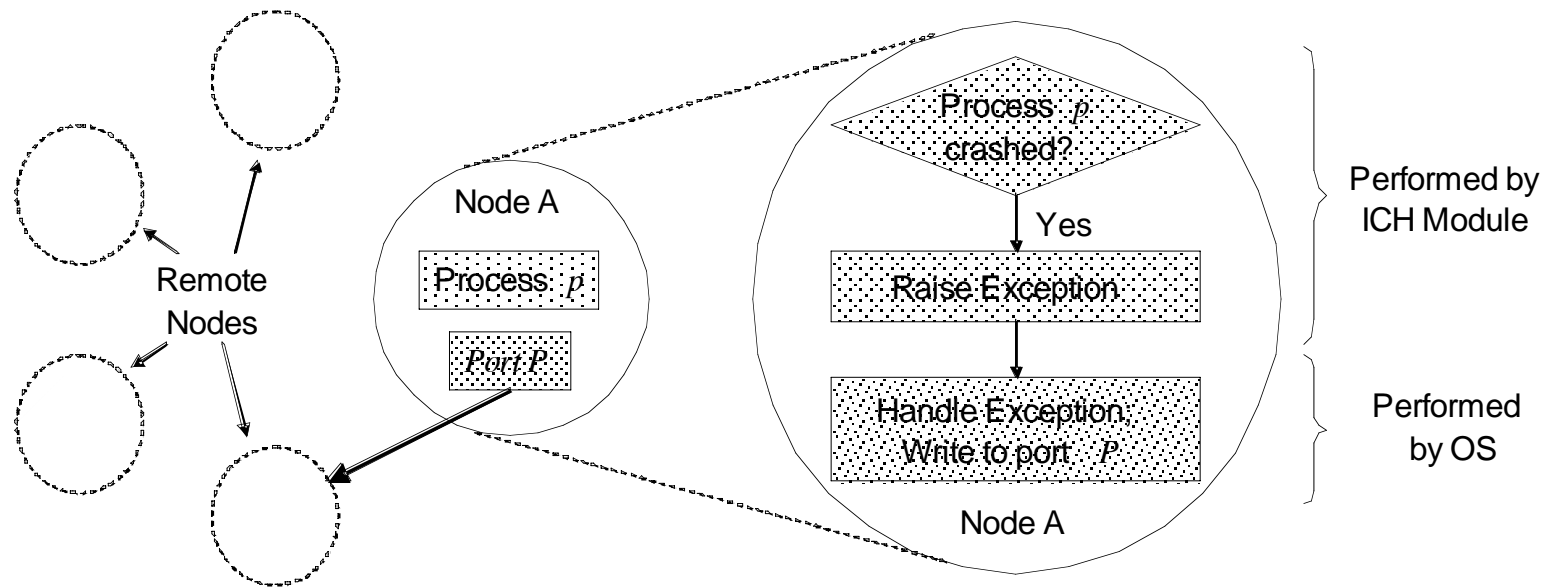 Remote
Nodes
Node A
Process p
Port P
Process p
crashed?
Yes
Raise Exception
Handle Exception,
Write to port P
Node A
Performed by
ICH Module
Performed
by OS